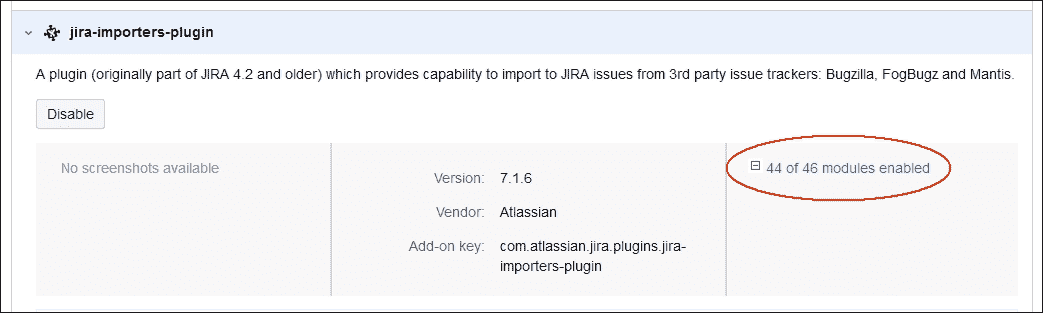 jira-importers-plugin
A plugin (originally part of JIRA 4.2 and older) which provides capability to import to JIRA issues from 3rd party issue trackers: Bugzilla, FogBugz and Mantis.
Disable
No screenshots available
Version: 7.1.6
Vendor: Atlassian
Add-on key: com.atlassian.jira.plugins.jira-
importers-plugin
44 of 46 modules enabled